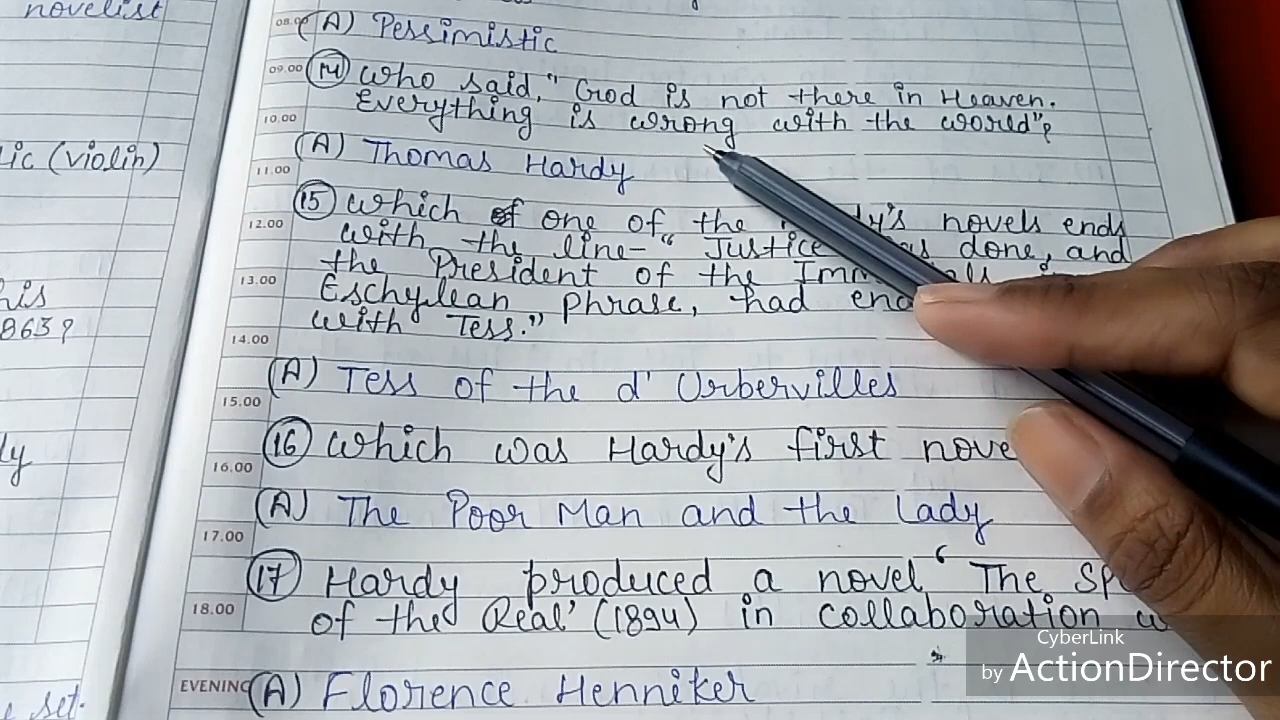 novelist
ic (violin)
his
863?
ly
e set.
08.00 (A) Pessimistic
09.00 (14) Who said, " God is not there in Heaven.
Everything is wrong with the world"?
10.00
(A) Thomas Hardy
11.00
(15) Which of one of the novels ends
12.00
with the line- " Justice done, and
the President of the
13.00
Eschylean Phrase, had
with Tess."
14.00
(A) Tess of the d' Urbervilles
15.00
(16) Which was Hardy's first
16.00
(A) The Poor Man and the Lady
17.00
(17) Hardy produced a novel ' The
18.00 of the Real' (1894) in collaboration
EVENING (A) Florence Henniker
CyberLink
by ActionDirector